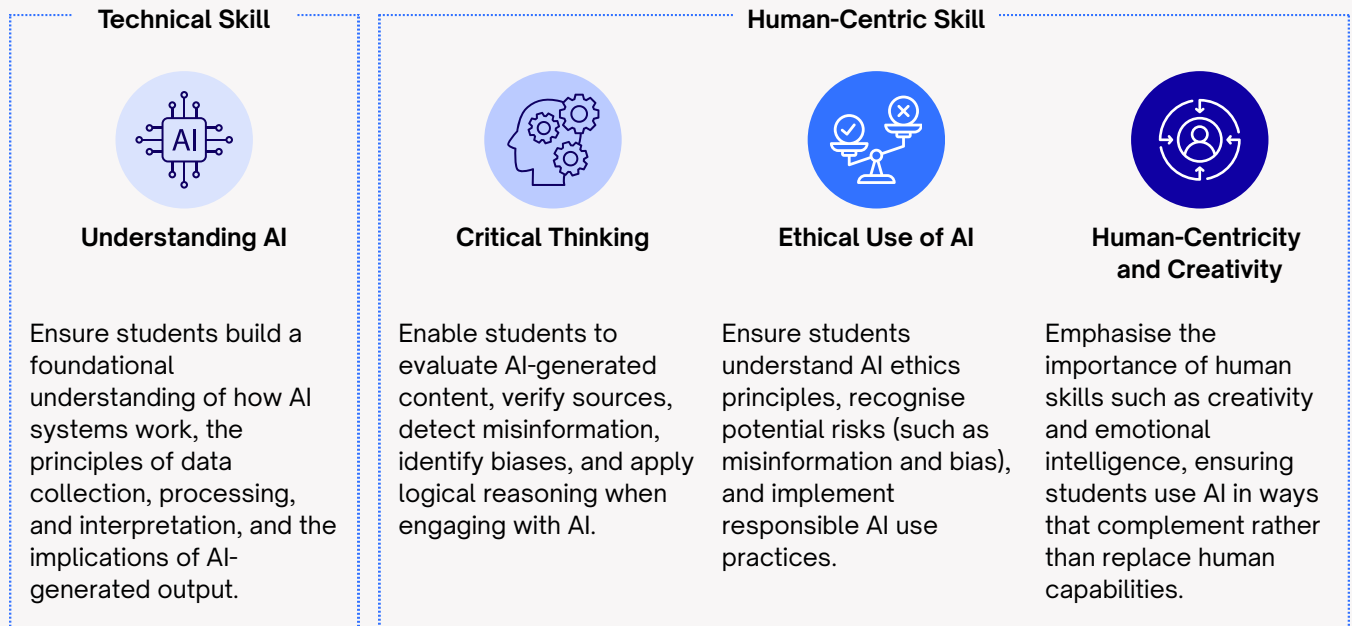 Technical Skill
Human-Centric Skill
AI
Understanding AI
Ensure students build a
foundational
understanding of how AI
systems work, the
principles of data
collection, processing,
and interpretation, and the
implications of AI-
generated output.
Critical Thinking
Enable students to
evaluate AI-generated
content, verify sources,
detect misinformation,
identify biases, and apply
logical reasoning when
engaging with AI.
Ethical Use of AI
Ensure students
understand AI ethics
principles, recognise
potential risks (such as
misinformation and bias),
and implement
responsible AI use
practices.
Human-Centricity
and Creativity
Emphasise the
importance of human
skills such as creativity
and emotional
intelligence, ensuring
students use AI in ways
that complement rather
than replace human
capabilities.